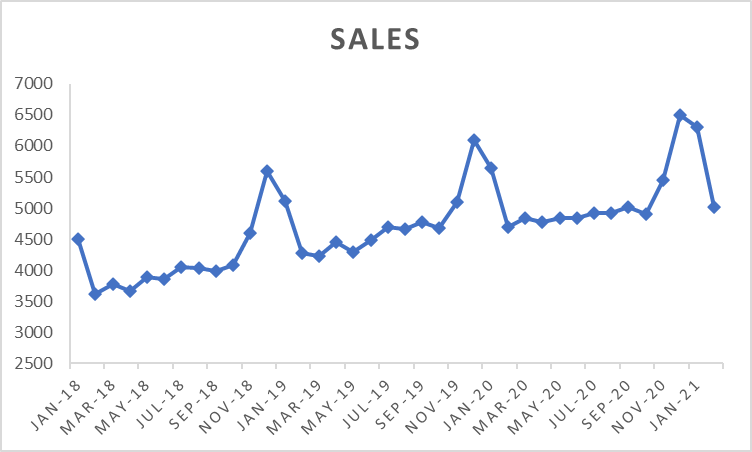 SALES
7000
6500
6000
5500
5000
4500
4000
3500
3000
2500
JAN-18
MAR-18
MAY-18
JUL-18
SEP-18
NOV-18
JAN-19
MAR-19
MAY-19
JUL-19
SEP-19
NOV-19
JAN-20
MAR-20
MAY-20
JUL-20
SEP-20
NOV-20
JAN-21